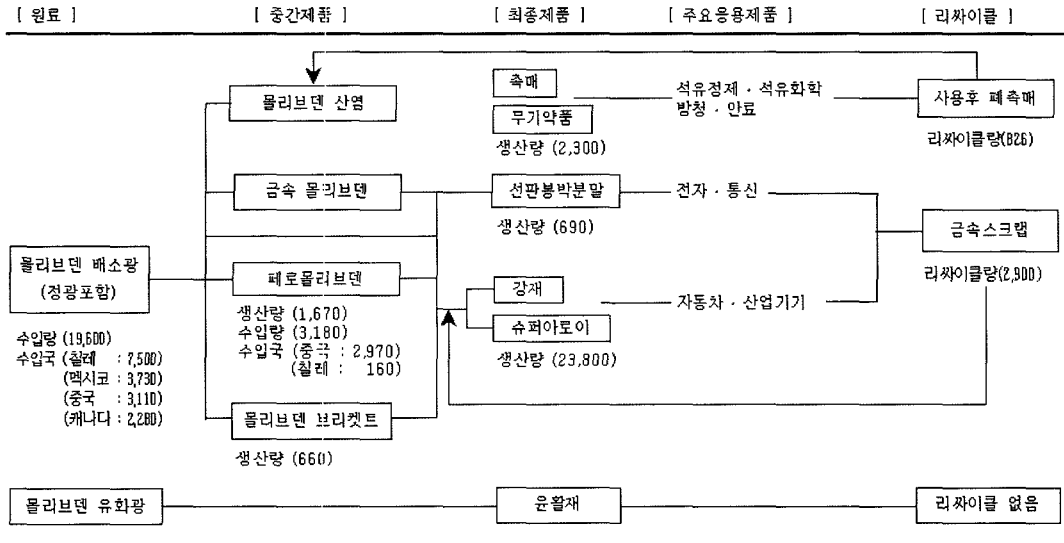 [ 원료 ] [ 중간제품 ] [ 최종제품 ] [ 주요응용제품 ] [ 리싸이클 ]
몰리브덴 산염
촉매
무기약품
생산량 (2,300)
석유정제 · 석유화학
방청 · 안료
사용후 폐촉매
리싸이클량(826)
금속 몰리브덴
선판봉박분말
생산량 (690)
전자 · 통신
금속스크랩
리싸이클량(2,900)
몰리브덴 배소광
(정광포함)
수입량 (19,600)
수입국 (칠레 : 7,500)
(멕시코 : 3,730)
(중국 : 3,110)
(캐나다 : 2,280)
페로몰리브덴
생산량 (1,670)
수입량 (3,180)
수입국 (중국 : 2,970)
(칠레 : 160)
강재
슈퍼아로이
생산량 (23,800)
자동차 · 산업기기
몰리브덴 브리켓트
생산량 (660)
몰리브덴 유화광
윤활재
리싸이클 없음